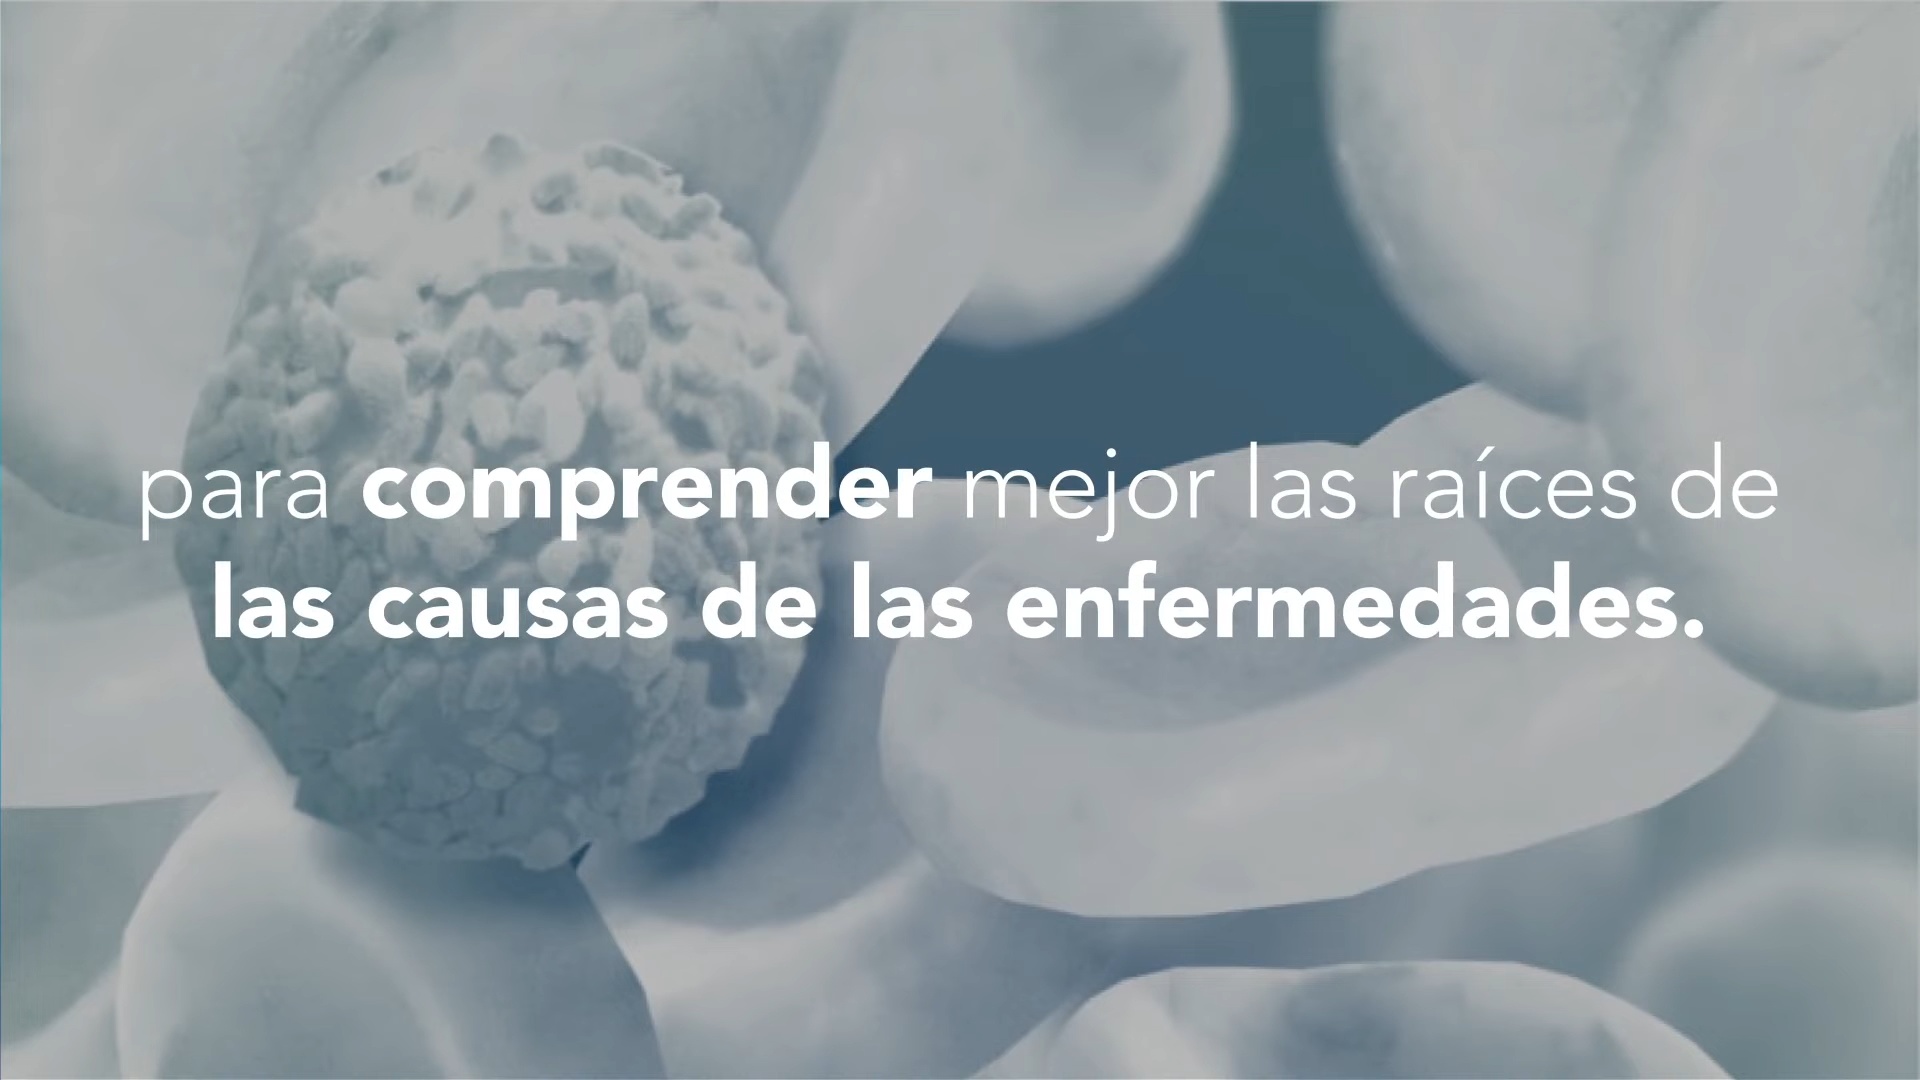 para comprender mejor las raíces de
las causas de las enfermedades.